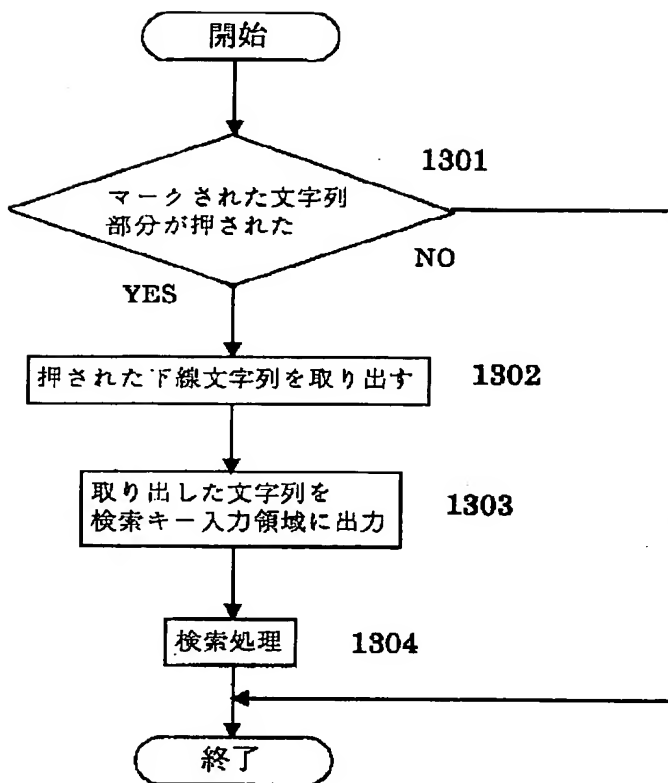 開始
1301
マークされた文字列
部分が押された
NO
YES
押された下線文字列を取り出す
1302
取り出した文字列を
検索キー入力領域に出力
1303
検索処理
1304
終了